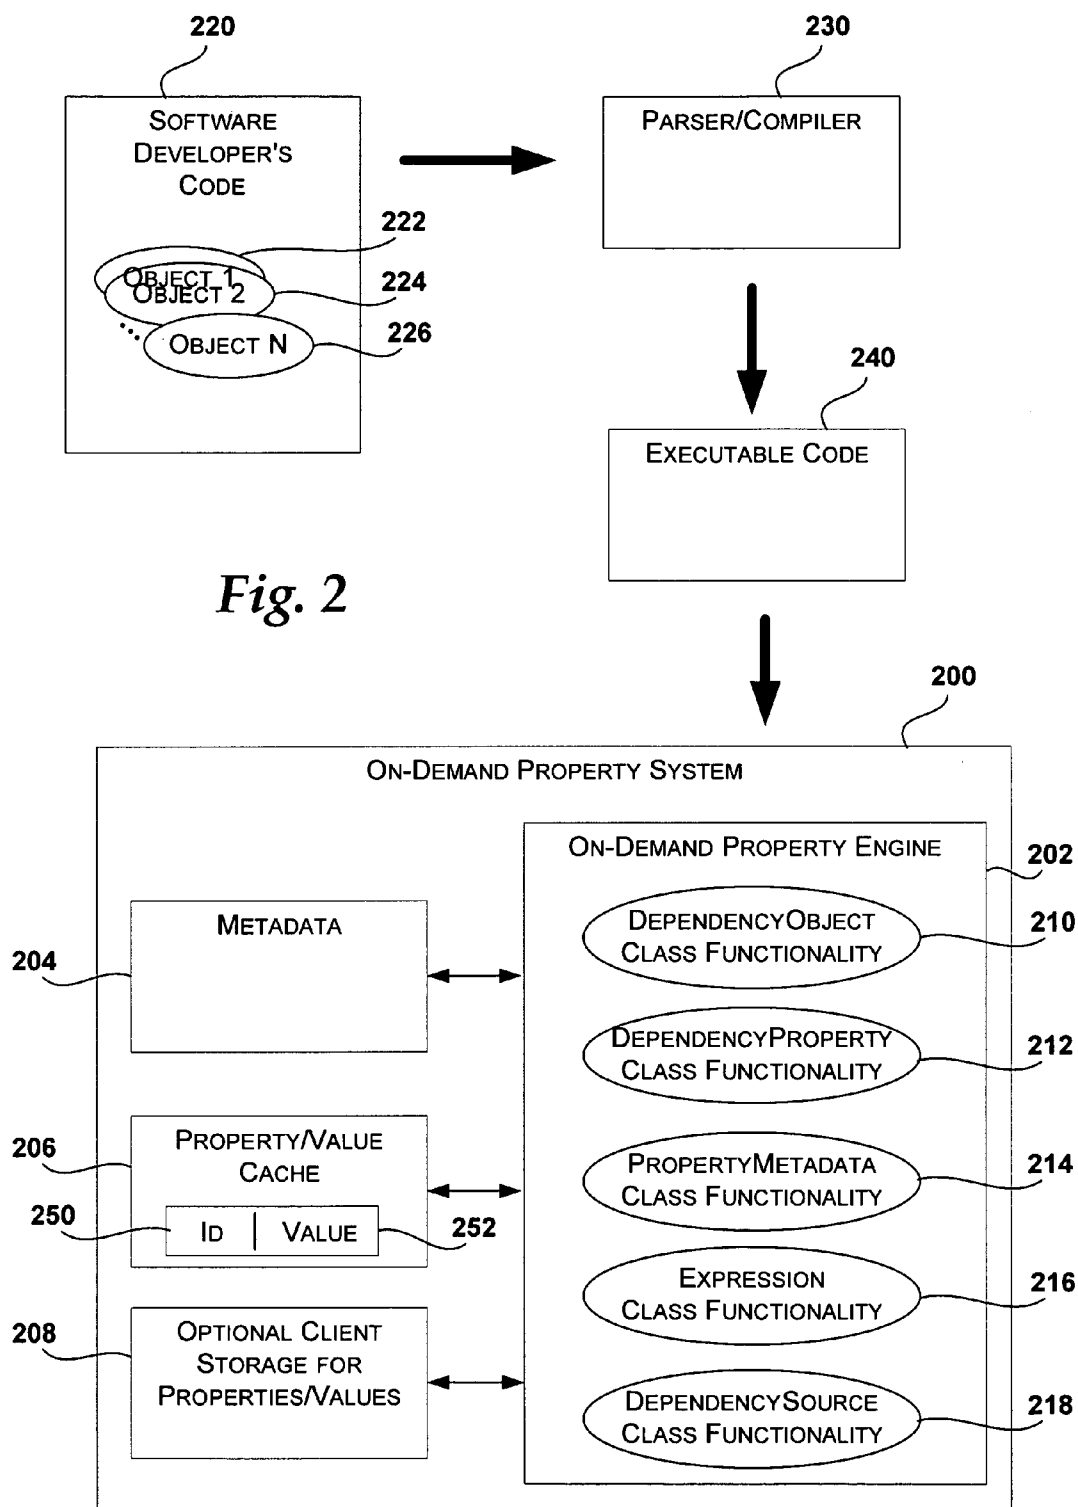 220
230
SOFTWARE
DEVELOPER'S
CODE
PARSER/COMPILER
222
OBJECT 1
224
OBJECT 2
OBJECT N
226
240
EXECUTABLE CODE
Fig. 2
200
ON-DEMAND PROPERTY SYSTEM
ON-DEMAND PROPERTY ENGINE
202
METADATA
204
DEPENDENCYOBJECT
CLASS FUNCTIONALITY
210
DEPENDENCYPROPERTY
CLASS FUNCTIONALITY
212
PROPERTY/VALUE
CACHE
206
250
ID
VALUE
252
PROPERTYMETADATA
CLASS FUNCTIONALITY
214
EXPRESSION
CLASS FUNCTIONALITY
216
208
OPTIONAL CLIENT
STORAGE FOR
PROPERTIES/VALUES
DEPENDENCYSOURCE
CLASS FUNCTIONALITY
218